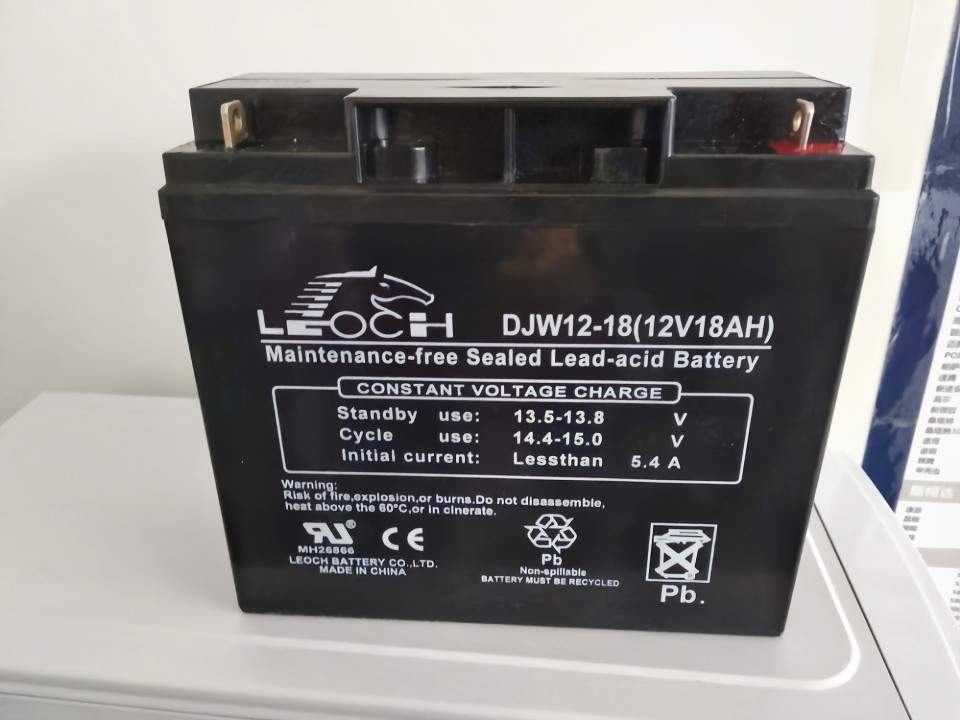 LEOCH
DJW12-18(12V18AH)
Maintenance-free Sealed Lead-acid Battery
CONSTANT VOLTAGE CHARGE
Standby use: 13.5-13.8 V
Cycle use: 14.4-15.0 V
Initial current: Lessthan 5.4 A
Warning:
Risk of fire,explosion,or burns.Do not disassemble,
heat above the 60°C,or in cinerate.
RU®
CE
MH26866
LEOCH BATTERY CO.,LTD.
MADE IN CHINA
Pb
Non-spillable
BATTERY MUST BE RECYCLED
Pb.